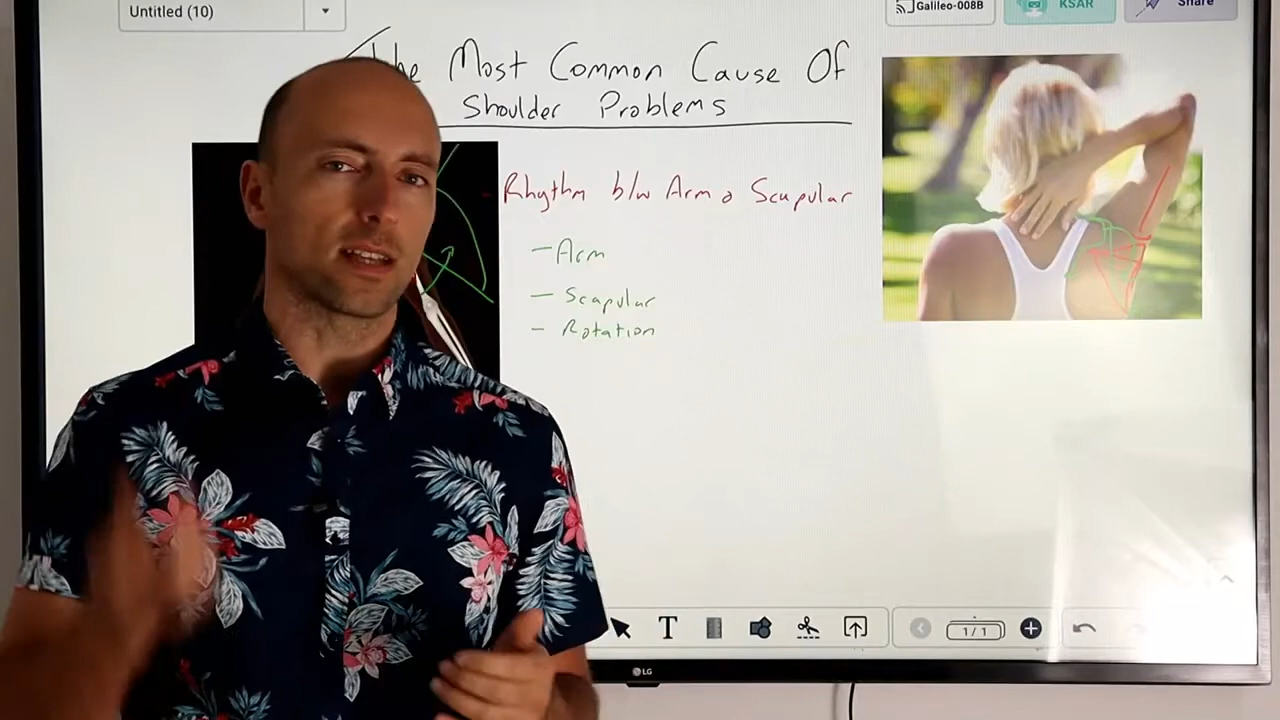 Untitled (10)
Galileo-008B
KSAR
Share
The Most Common Cause Of
Shoulder Problems
- Rhythm b/w Arm & Scapular
- Arm
- Scapular
- Rotation
T
1/1
LG